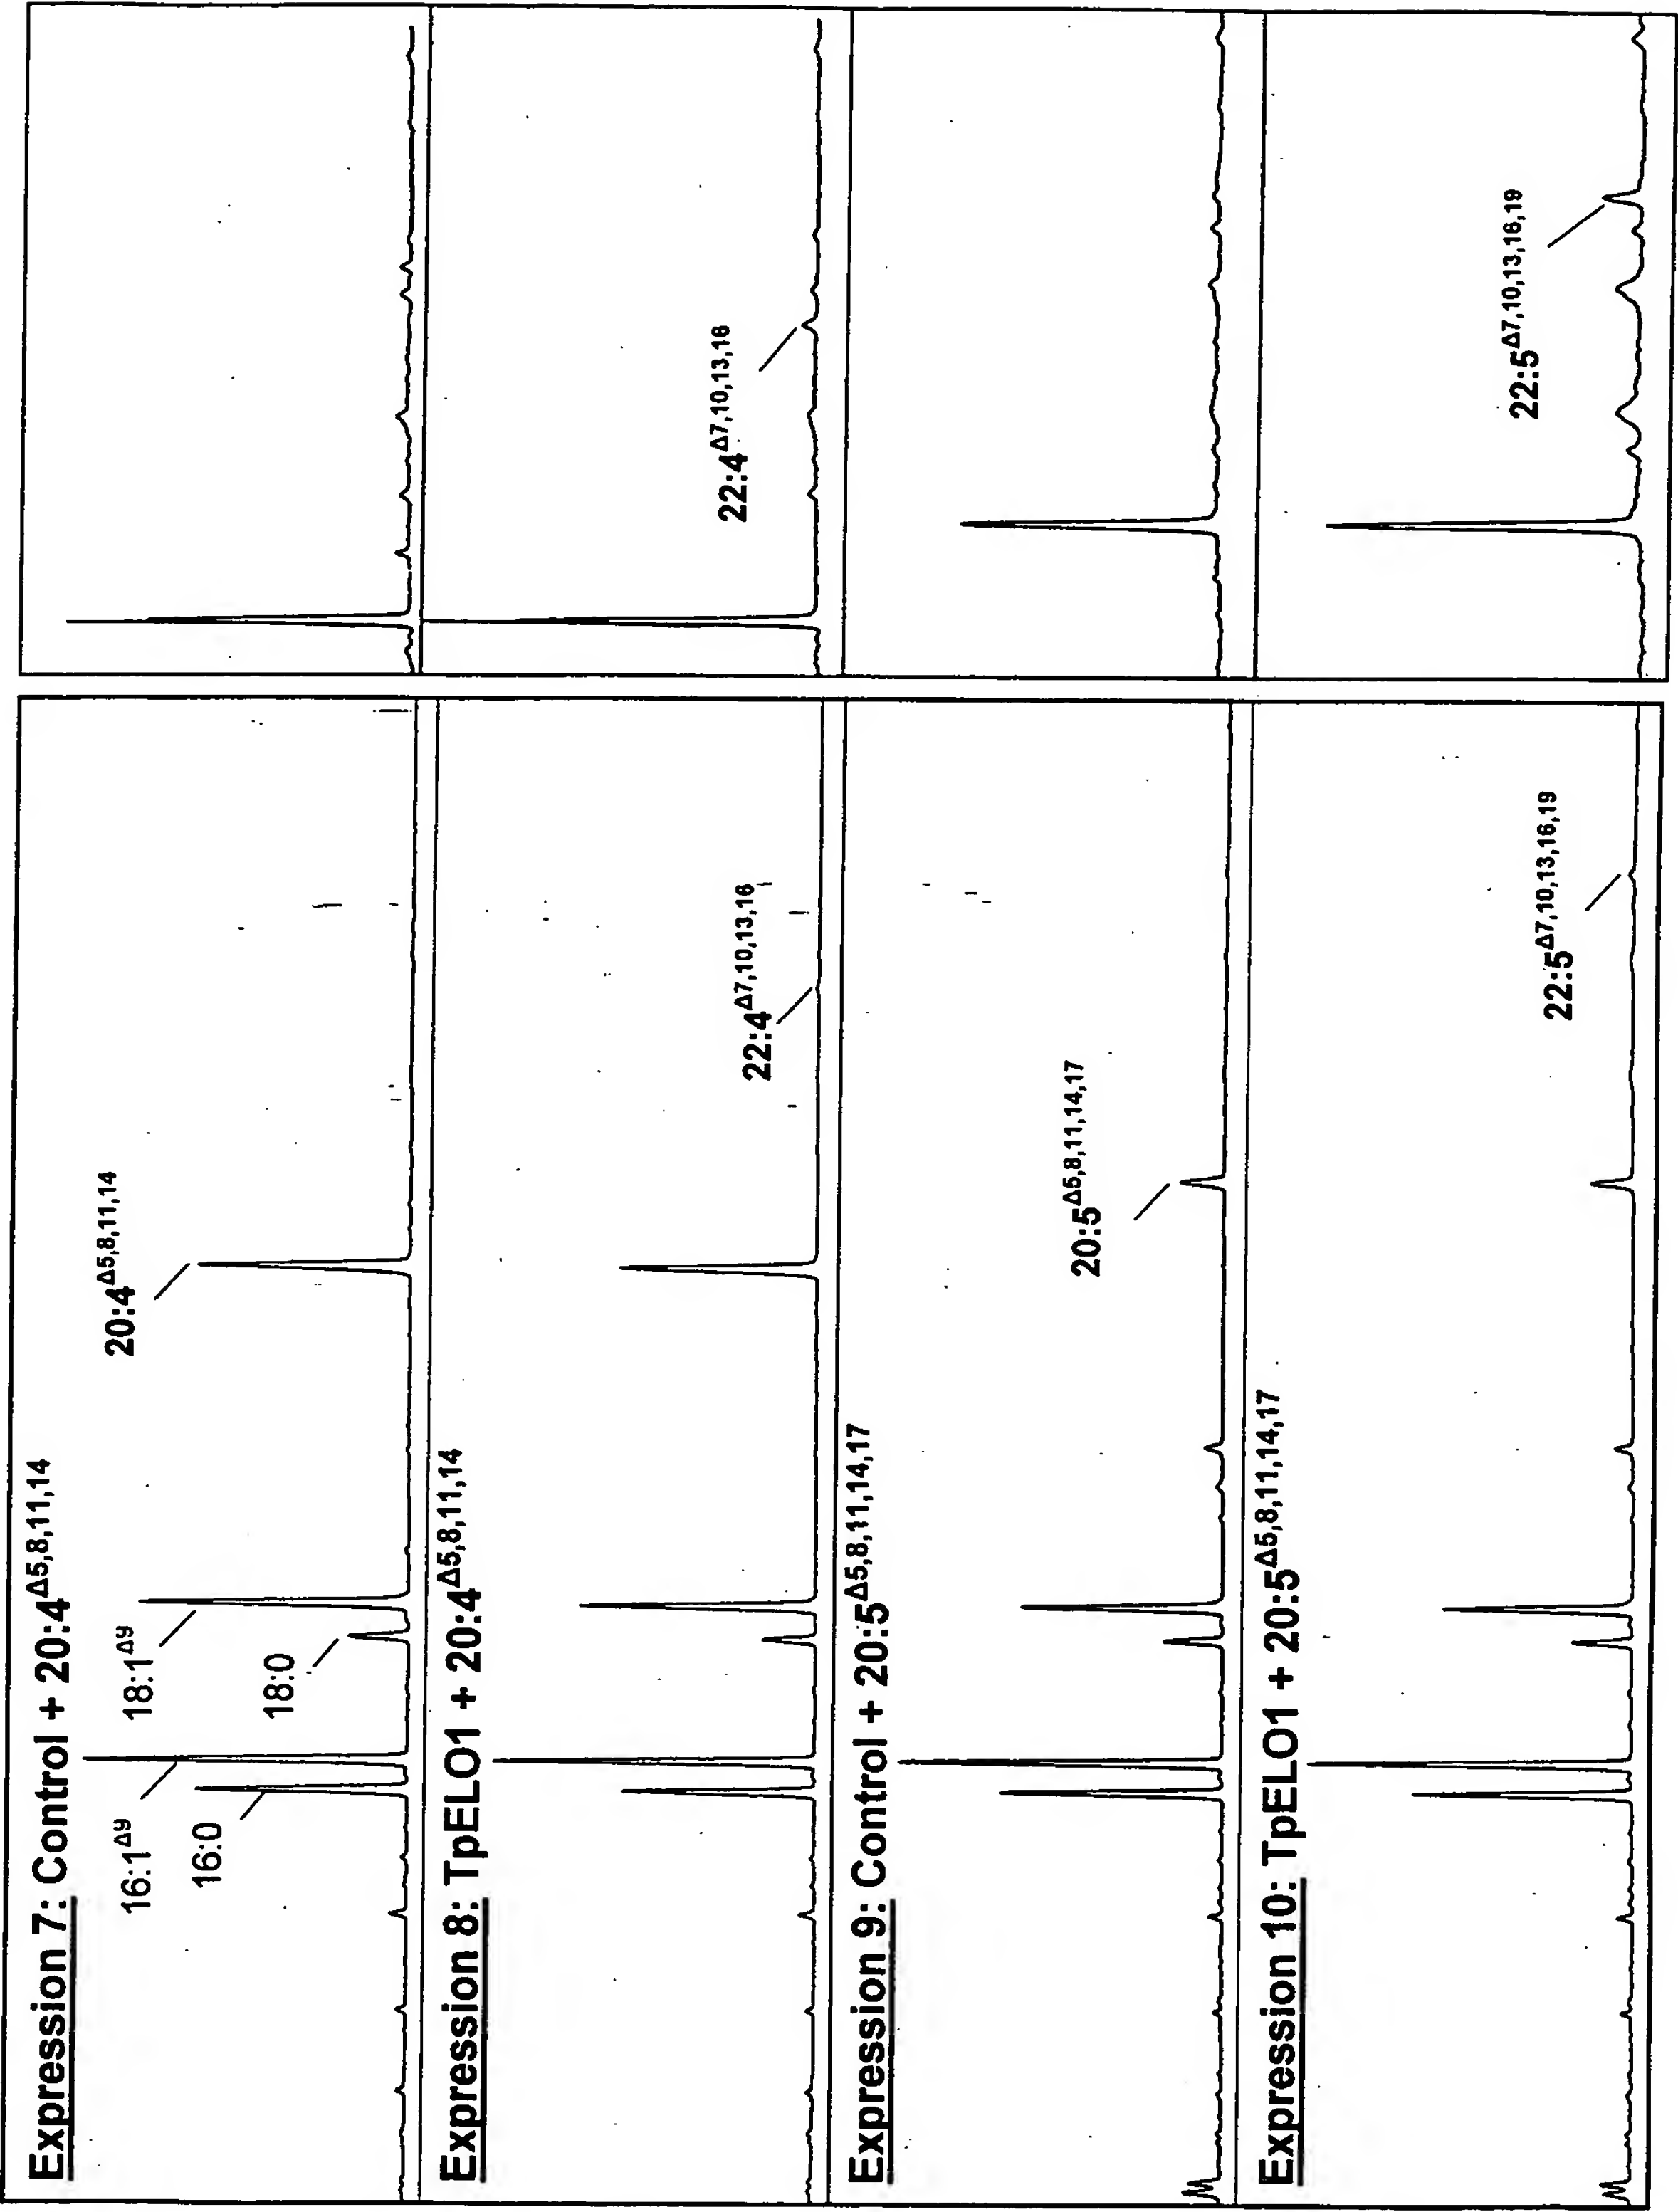 Expression 7: Control + 20:4Δ5,8,11,14
16:1Δ9
16:0
18:1Δ9
18:0
20:4Δ5,8,11,14
Expression 8: TpELO1 + 20:4Δ5,8,11,14
22:4Δ7,10,13,16
22:4Δ7,10,13,16
Expression 9: Control + 20:5Δ5,8,11,14,17
20:5Δ5,8,11,14,17
Expression 10: TpELO1 + 20:5Δ5,8,11,14,17
22:5Δ7,10,13,16,19
22:5Δ7,10,13,16,19